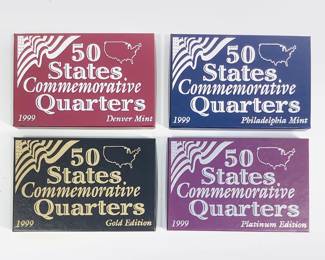 50
States
Commemorative
Quarters
1999 Denver Mint
50
States
Commemorative
Quarters
1999 Philadelphia Mint
50
States
Commemorative
Quarters
1999 Gold Edition
50
States
Commemorative
Quarters
1999 Platinum Edition